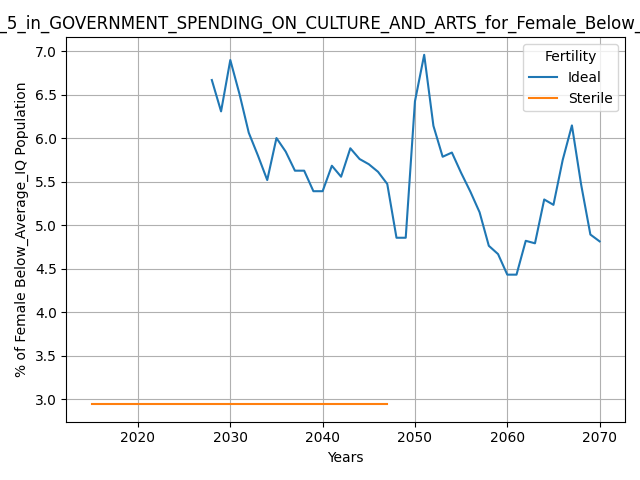 _5_in_GOVERNMENT_SPENDING_ON_CULTURE_AND_ARTS_for_Female_Below_
7.0
6.5
6.0
5.5
5.0
4.5
4.0
3.5
3.0
% of Female Below_Average_IQ Population
Fertility
Ideal
Sterile
2020 2030 2040 2050 2060 2070
Years